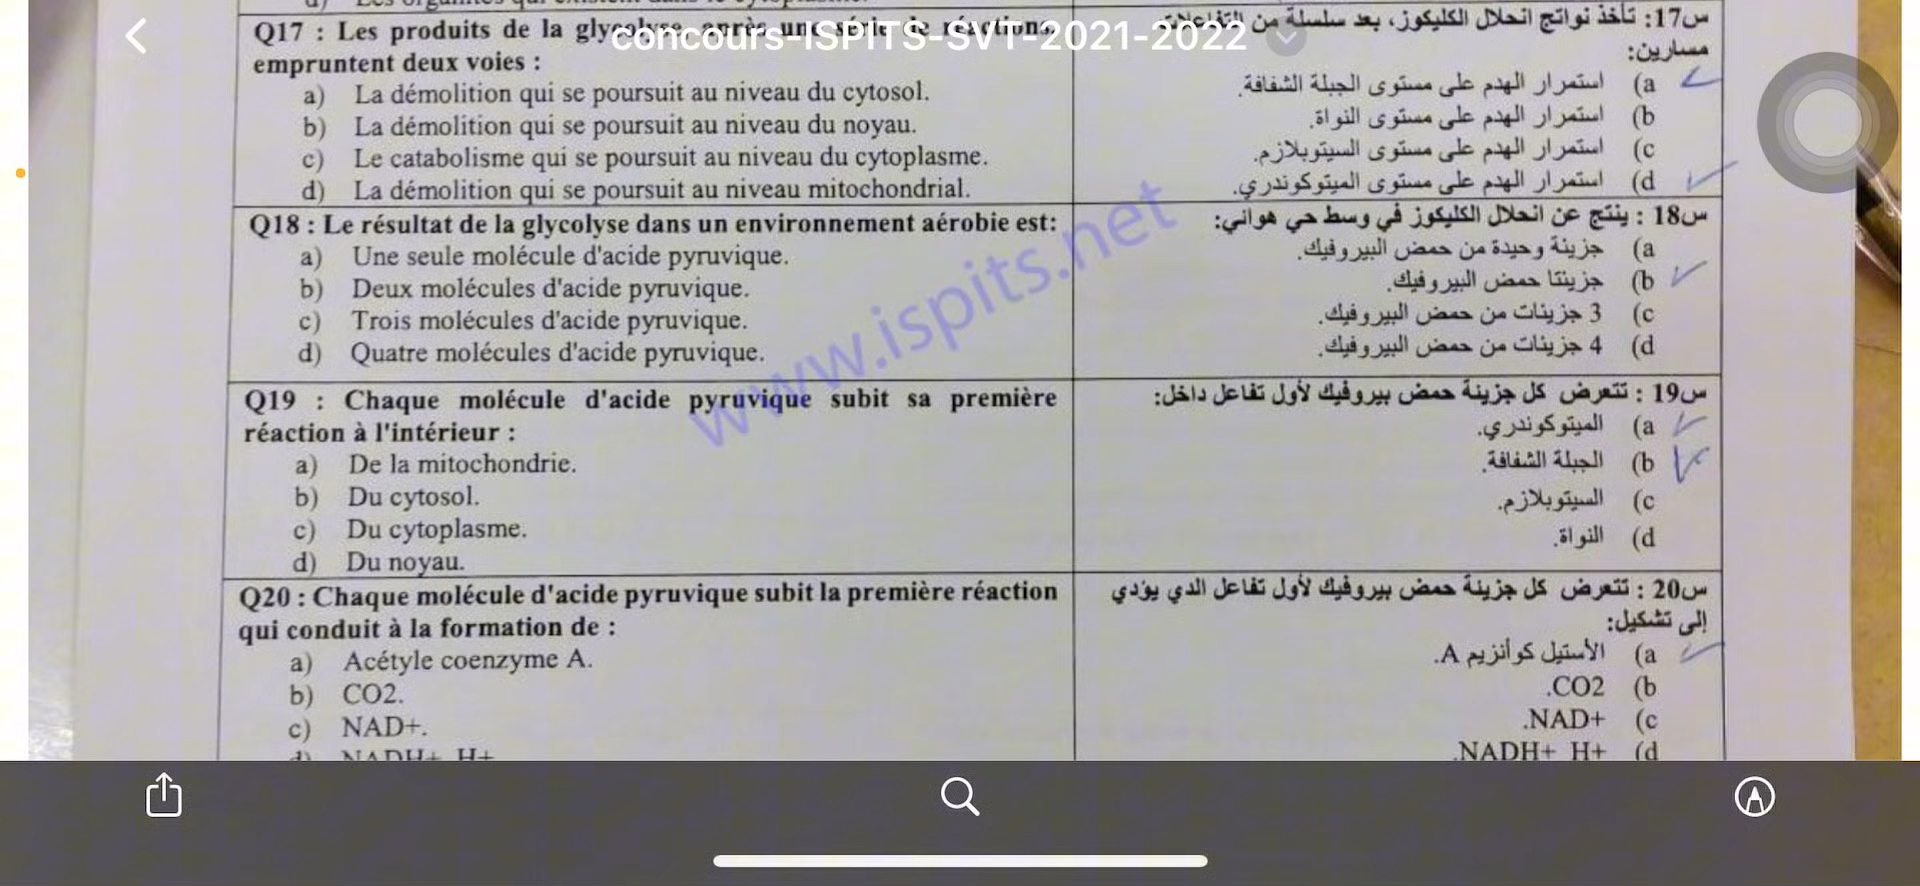 concours-ISPITS-SVT-2021-2022
Q17 : Les produits de la glycolyse, après une série de réactions,
empruntent deux voies :
a) La démolition qui se poursuit au niveau du cytosol.
b) La démolition qui se poursuit au niveau du noyau.
c) Le catabolisme qui se poursuit au niveau du cytoplasme.
d) La démolition qui se poursuit au niveau mitochondrial.
س17: تأخذ نواتج انحلال الكليكوز، بعد سلسلة من التفاعلات
مسارين:
a) استمرار الهدم على مستوى الجبلة الشفافة.
b) استمرار الهدم على مستوى النواة.
c) استمرار الهدم على مستوى السيتوبلازم.
d) استمرار الهدم على مستوى الميتوكوندري.
Q18 : Le résultat de la glycolyse dans un environnement aérobie est:
a) Une seule molécule d'acide pyruvique.
b) Deux molécules d'acide pyruvique.
c) Trois molécules d'acide pyruvique.
d) Quatre molécules d'acide pyruvique.
س18 : ينتج عن انحلال الكليكوز في وسط حي هوائي:
a) جزيئة وحيدة من حمض البيروفيك.
b) جزيئتا حمض البيروفيك.
c) 3 جزيئات من حمض البيروفيك.
d) 4 جزيئات من حمض البيروفيك.
Q19 : Chaque molécule d'acide pyruvique subit sa première
réaction à l'intérieur :
a) De la mitochondrie.
b) Du cytosol.
c) Du cytoplasme.
d) Du noyau.
س19 : تتعرض كل جزيئة حمض بيروفيك لأول تفاعل داخل:
a) الميتوكوندري.
b) الجبلة الشفافة.
c) السيتوبلازم.
d) النواة.
Q20 : Chaque molécule d'acide pyruvique subit la première réaction
qui conduit à la formation de :
a) Acétyle coenzyme A.
b) CO2.
c) NAD+.
d) NADH+ H+
س20 : تتعرض كل جزيئة حمض بيروفيك لأول تفاعل الدي يؤدي
إلى تشكيل:
a) الأستيل كوأنزيم A.
b) CO2.
c) NAD+.
d) NADH+ H+.
www.ispits.net